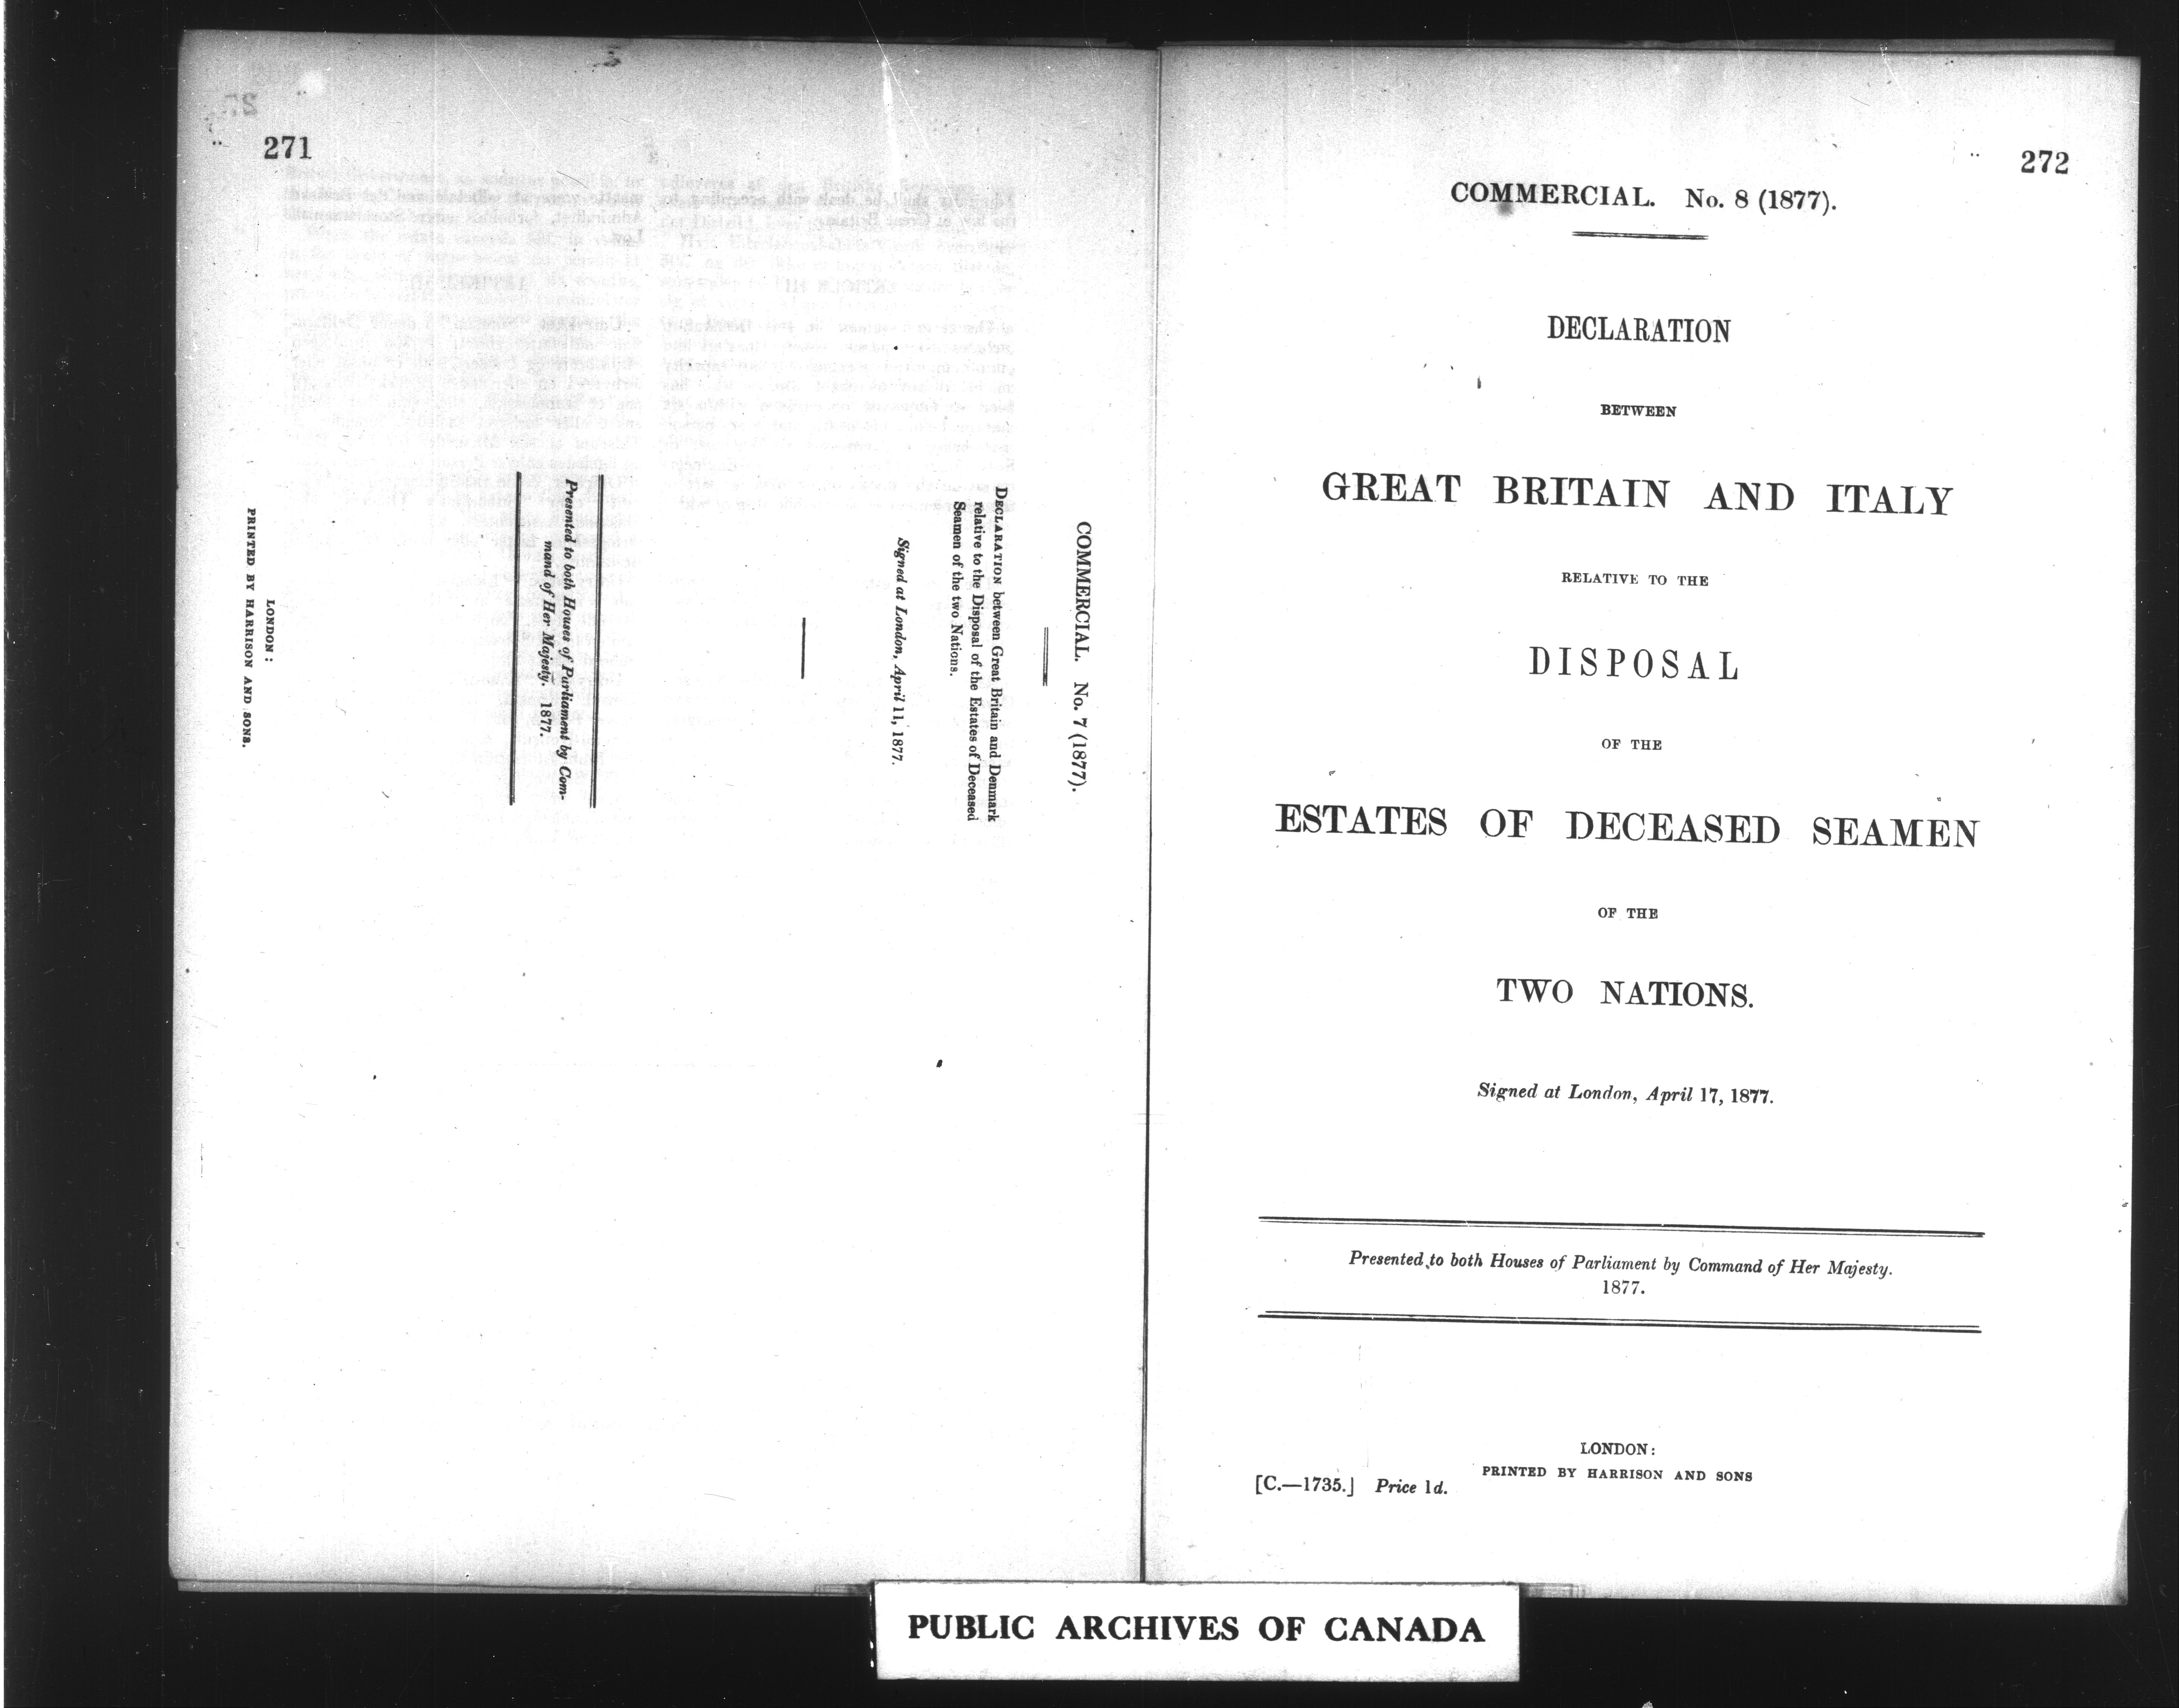 271
COMMERCIAL. No. 7 (1877).
DECLARATION between Great Britain and Denmark
relative to the Disposal of the Estates of Deceased
Seamen of the two Nations.
Signed at London, April 11, 1877.
Presented to both Houses of Parliament by Com-
mand of Her Majesty. 1877.
LONDON:
PRINTED BY HARRISON AND SONS.
272
COMMERCIAL. No. 8 (1877).
DECLARATION
BETWEEN
GREAT BRITAIN AND ITALY
RELATIVE TO THE
DISPOSAL
OF THE
ESTATES OF DECEASED SEAMEN
OF THE
TWO NATIONS.
Signed at London, April 17, 1877.
Presented to both Houses of Parliament by Command of Her Majesty.
1877.
LONDON:
PRINTED BY HARRISON AND SONS
[C.—1735.] Price 1d.
PUBLIC ARCHIVES OF CANADA